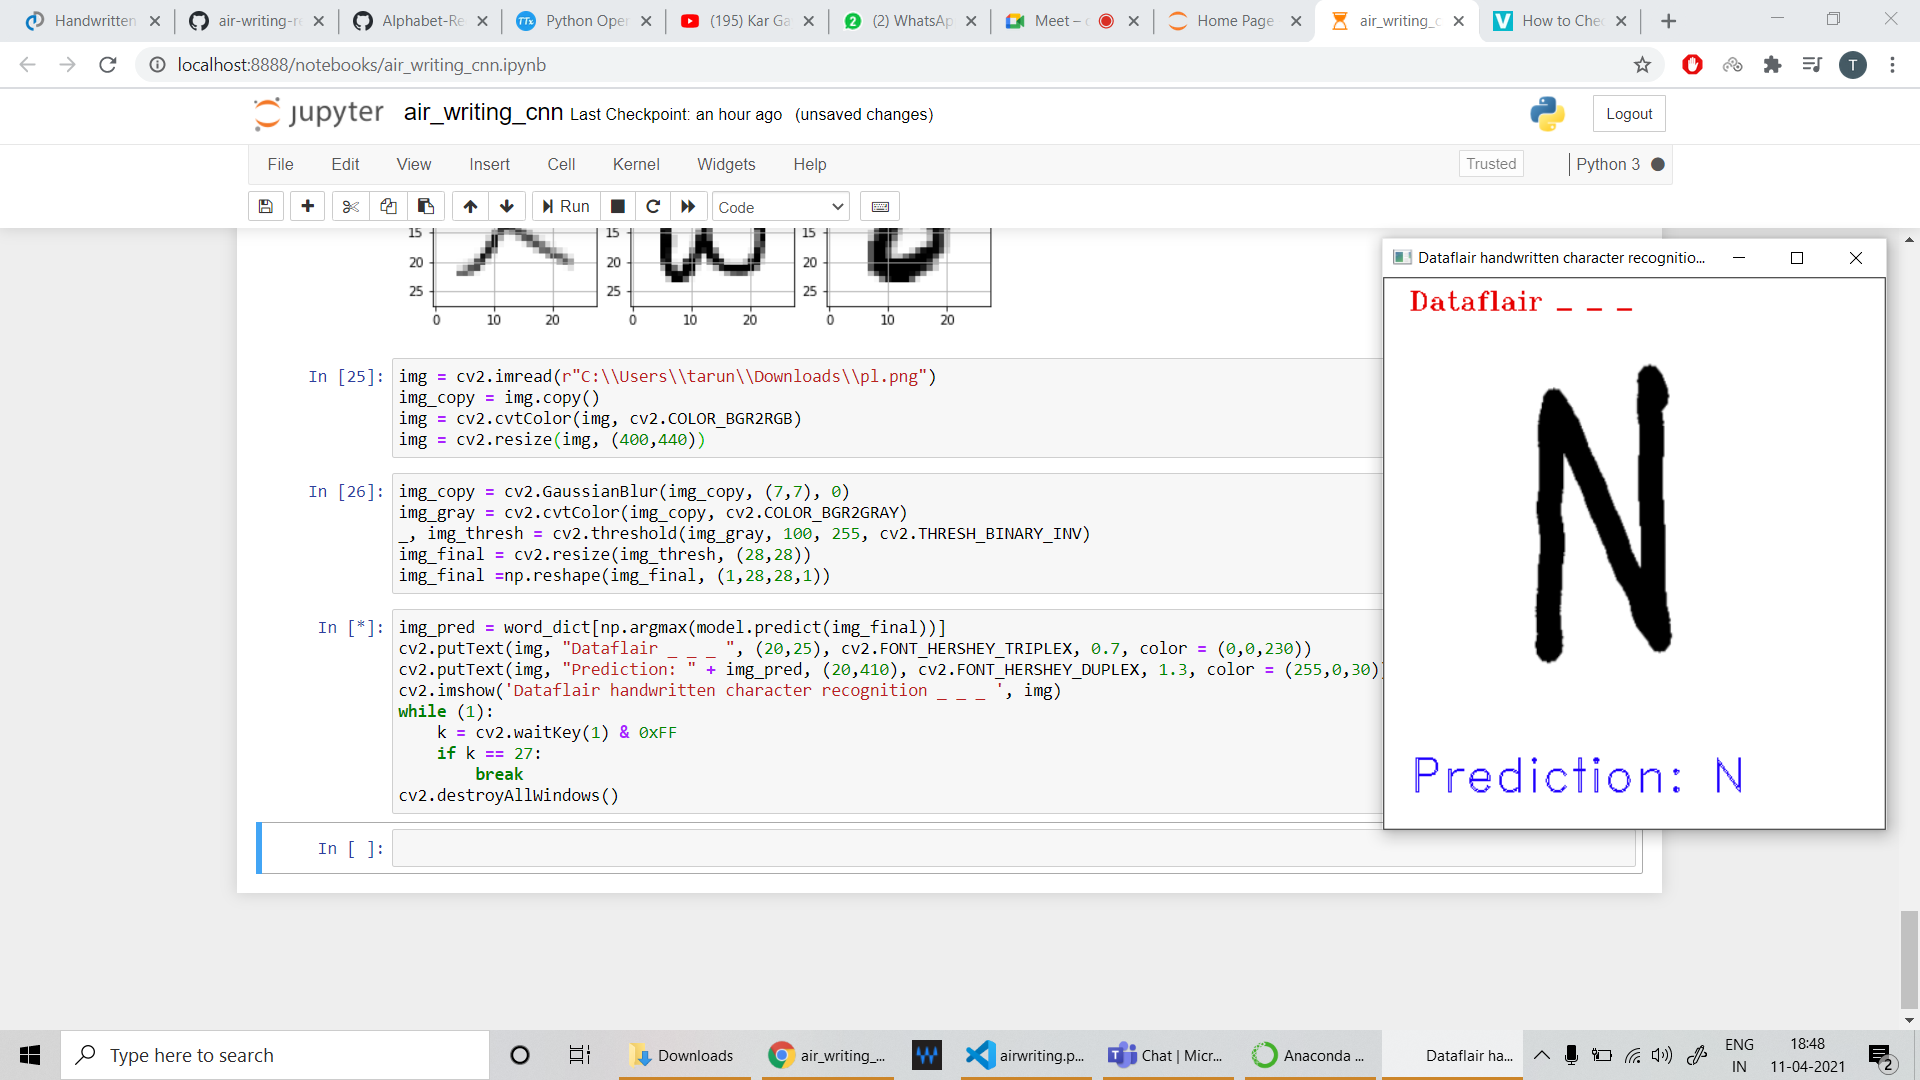 Handwritten
air-writing-re
Alphabet-Re
Python Oper
(195) Kar Ga
(2) WhatsAp
Meet –
Home Page
air_writing_c
How to Chec
localhost:8888/notebooks/air_writing_cnn.ipynb
T
jupyter
air_writing_cnn Last Checkpoint: an hour ago (unsaved changes)
Logout
File Edit View Insert Cell Kernel Widgets Help
Trusted
Python 3
Run
Code
15 15 15
20 20 20
25 25 25
0 10 20 0 10 20 0 10 20
In [25]:
img = cv2.imread(r"C:\\Users\\tarun\\Downloads\\pl.png")
img_copy = img.copy()
img = cv2.cvtColor(img, cv2.COLOR_BGR2RGB)
img = cv2.resize(img, (400,440))
In [26]:
img_copy = cv2.GaussianBlur(img_copy, (7,7), 0)
img_gray = cv2.cvtColor(img_copy, cv2.COLOR_BGR2GRAY)
_, img_thresh = cv2.threshold(img_gray, 100, 255, cv2.THRESH_BINARY_INV)
img_final = cv2.resize(img_thresh, (28,28))
img_final =np.reshape(img_final, (1,28,28,1))
In [*]:
img_pred = word_dict[np.argmax(model.predict(img_final))]
cv2.putText(img, "Dataflair _ _ _ ", (20,25), cv2.FONT_HERSHEY_TRIPLEX, 0.7, color = (0,0,230))
cv2.putText(img, "Prediction: " + img_pred, (20,410), cv2.FONT_HERSHEY_DUPLEX, 1.3, color = (255,0,30))
cv2.imshow('Dataflair handwritten character recognition _ _ _ ', img)
while (1):
    k = cv2.waitKey(1) & 0xFF
    if k == 27:
        break
cv2.destroyAllWindows()
In [ ]:
Dataflair handwritten character recognitio...
Dataflair _ _ _
N
Prediction: N
Type here to search
Downloads
air_writing_...
airwriting.p...
Chat | Micr...
Anaconda ...
Dataflair ha...
ENG
IN
18:48
11-04-2021
2